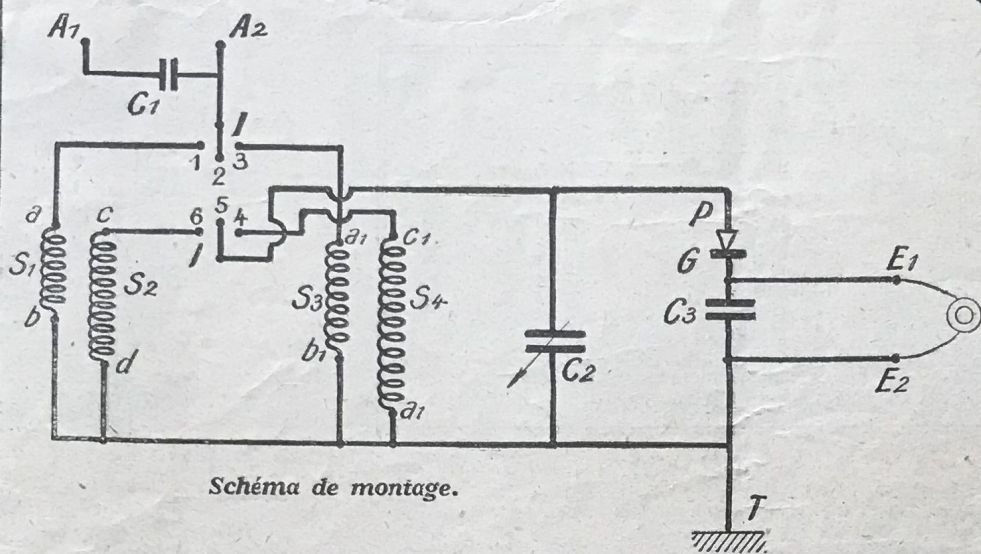 A1
A2
C1
I
1
2
3
a
c
6
5
4
I
a1
c1
P
G
E1
S1
S2
S3
S4
C3
b
d
b1
C2
E2
a1
Schéma de montage.
T